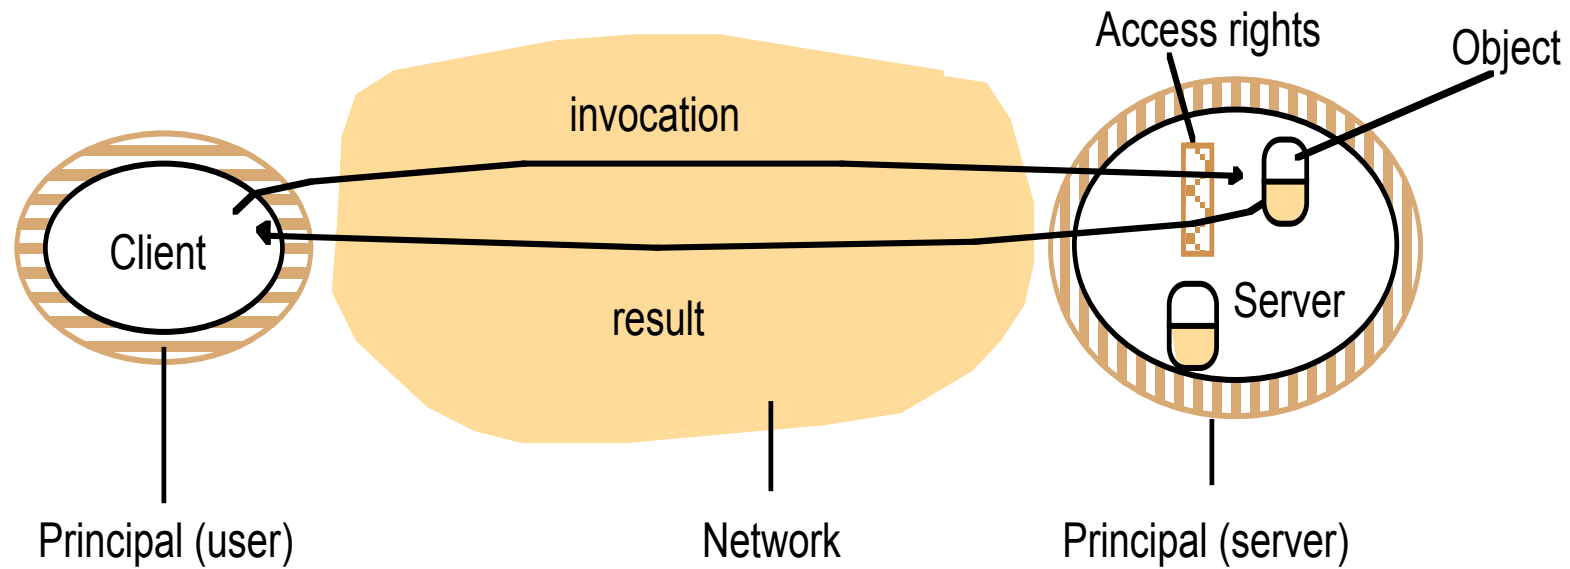 Access rights
Object
invocation
Client
Server
result
Principal (user)
Network
Principal (server)